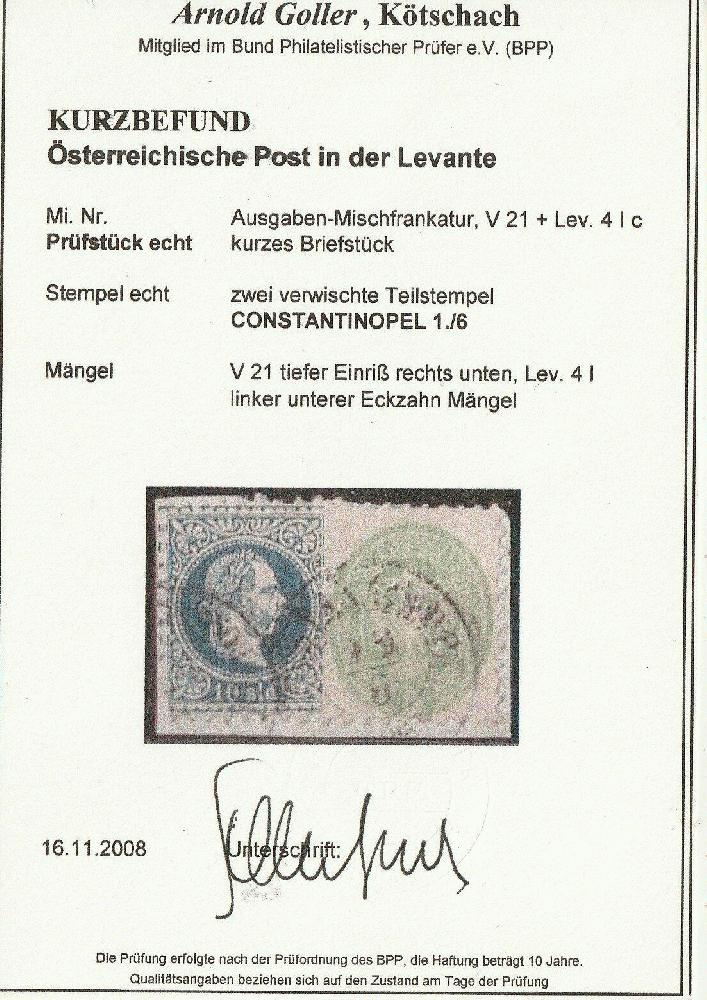 Arnold Goller, Kötschach
Mitglied im Bund Philatelistischer Prüfer e.V. (BPP)
KURZBEFUND
Österreichische Post in der Levante
Mi. Nr. Ausgaben-Mischfrankatur, V 21 + Lev. 4 I c
Prüfstück echt kurzes Briefstück
Stempel echt zwei verwischte Teilstempel
CONSTANTINOPEL 1./6
Mängel V 21 tiefer Einriß rechts unten, Lev. 4 I
linker unterer Eckzahn Mängel
16.11.2008 Unterschrift:
Die Prüfung erfolgte nach der Prüfordnung des BPP, die Haftung beträgt 10 Jahre.
Qualitätsangaben beziehen sich auf den Zustand am Tage der Prüfung